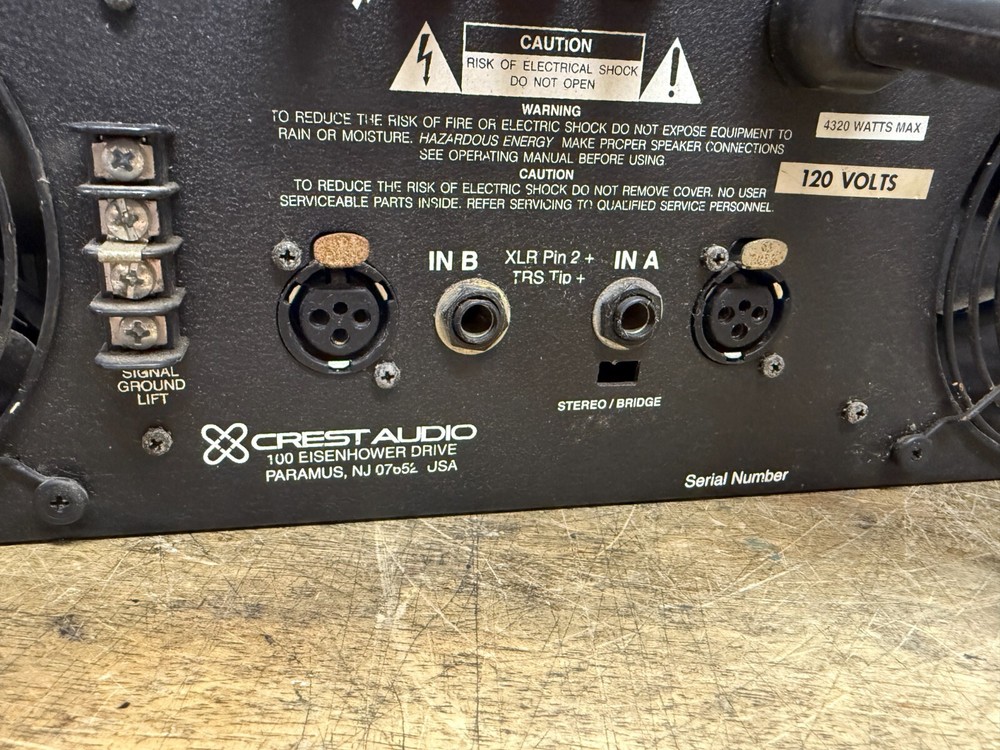 CAUTION
RISK OF ELECTRICAL SHOCK
DO NOT OPEN
WARNING
TO REDUCE THE RISK OF FIRE OR ELECTRIC SHOCK DO NOT EXPOSE EQUIPMENT TO
RAIN OR MOISTURE. HAZARDOUS ENERGY MAKE PROPER SPEAKER CONNECTIONS
SEE OPERATING MANUAL BEFORE USING
CAUTION
TO REDUCE THE RISK OF ELECTRIC SHOCK DO NOT REMOVE COVER. NO USER
SERVICEABLE PARTS INSIDE. REFER SERVICING TO QUALIFIED SERVICE PERSONNEL.
4320 WATTS MAX
120 VOLTS
IN B
XLR Pin 2 +
TRS Tip +
IN A
STEREO / BRIDGE
SIGNAL
GROUND
LIFT
CREST AUDIO
100 EISENHOWER DRIVE
PARAMUS, NJ 07652 USA
Serial Number